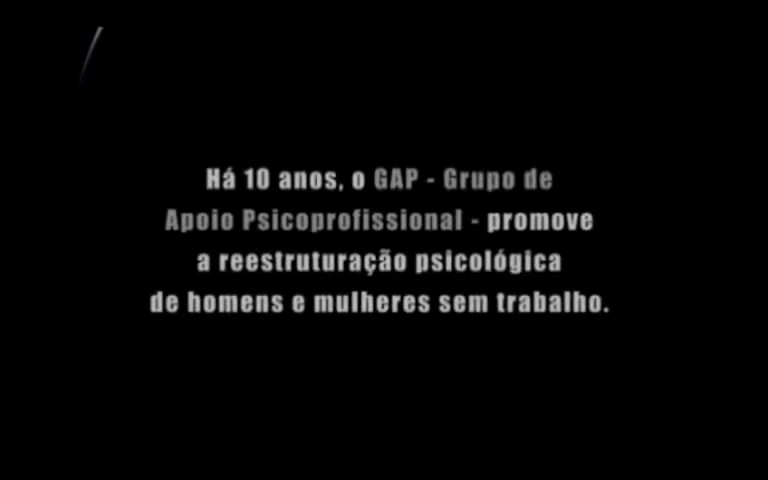 Há 10 anos, o GAP - Grupo de
Apoio Psicoprofissional - promove
a reestruturação psicológica
de homens e mulheres sem trabalho.